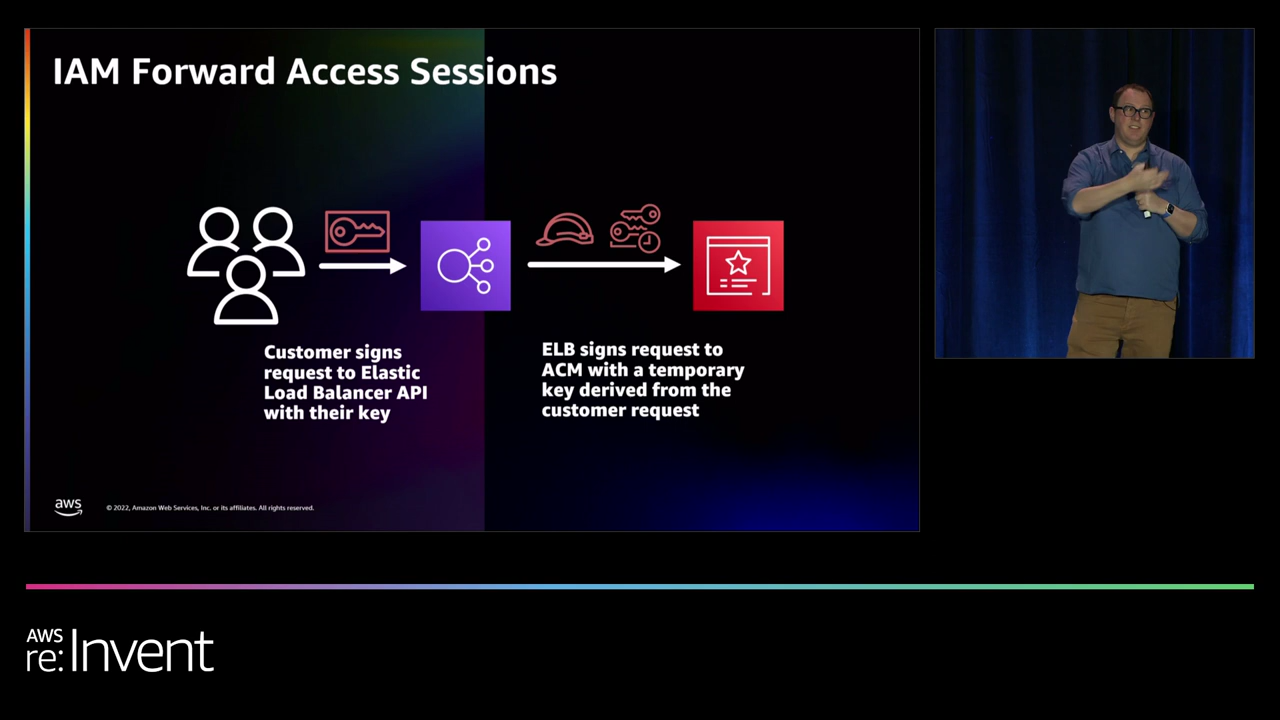 IAM Forward Access Sessions
Customer signs
request to Elastic
Load Balancer API
with their key
ELB signs request to
ACM with a temporary
key derived from the
customer request
aws
© 2022, Amazon Web Services, Inc. or its affiliates. All rights reserved.
AWS
re:Invent